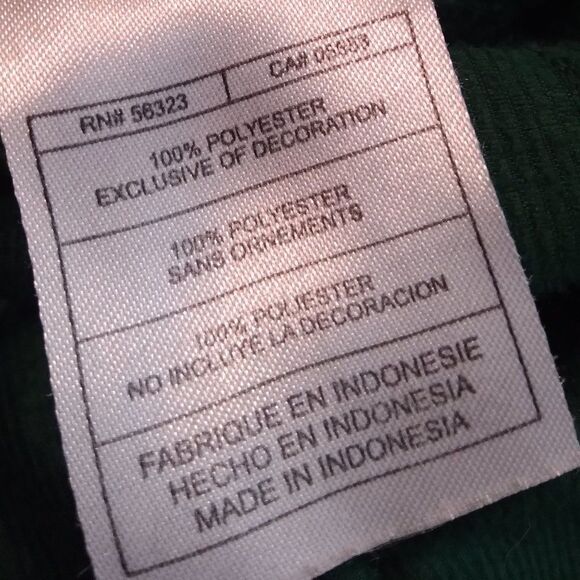 RN# 56323 CA# 05553
100% POLYESTER
EXCLUSIVE OF DECORATION
100% POLYESTER
SANS ORNEMENTS
100% POLIESTER
NO INCLUYE LA DECORACION
FABRIQUE EN INDONESIE
HECHO EN INDONESIA
MADE IN INDONESIA